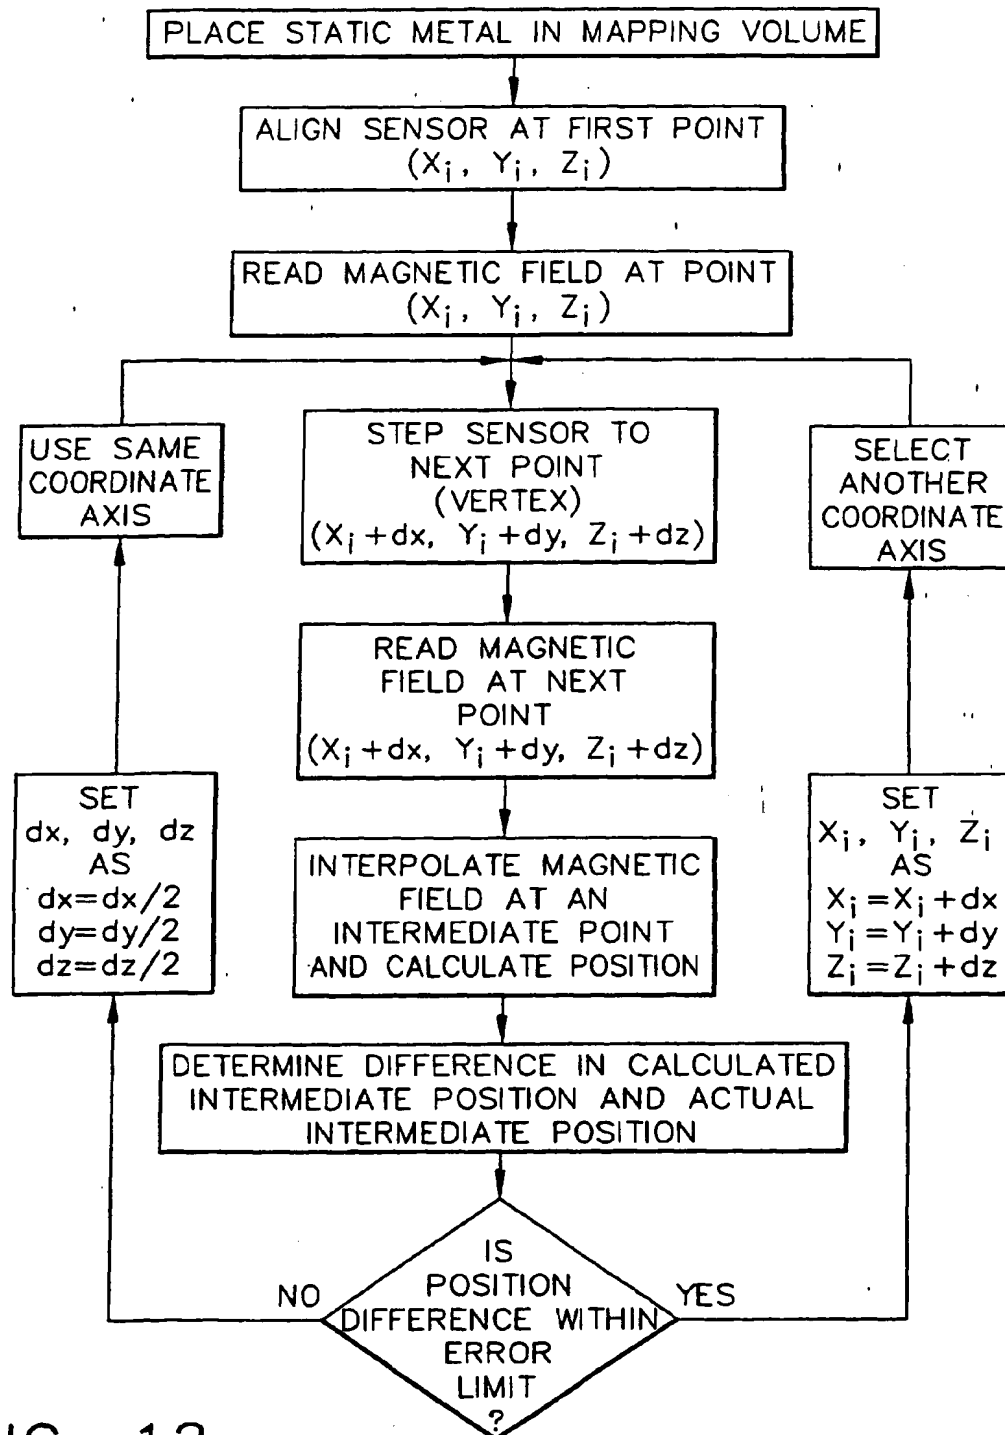 PLACE STATIC METAL IN MAPPING VOLUME
ALIGN SENSOR AT FIRST POINT
(Xi, Yi, Zi)
READ MAGNETIC FIELD AT POINT
(Xi, Yi, Zi)
USE SAME
COORDINATE
AXIS
STEP SENSOR TO
NEXT POINT
(VERTEX)
(Xi+dx, Yi+dy, Zi+dz)
SELECT
ANOTHER
COORDINATE
AXIS
READ MAGNETIC
FIELD AT NEXT
POINT
(Xi+dx, Yi+dy, Zi+dz)
SET
dx, dy, dz
AS
dx=dx/2
dy=dy/2
dz=dz/2
INTERPOLATE MAGNETIC
FIELD AT AN
INTERMEDIATE POINT
AND CALCULATE POSITION
SET
Xi, Yi, Zi
AS
Xi=Xi+dx
Yi=Yi+dy
Zi=Zi+dz
DETERMINE DIFFERENCE IN CALCULATED
INTERMEDIATE POSITION AND ACTUAL
INTERMEDIATE POSITION
IS
POSITION
DIFFERENCE WITHIN
ERROR
LIMIT
?
NO
YES